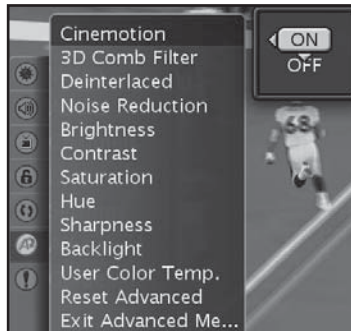 Cinemotion
3D Comb Filter
Deinterlaced
Noise Reduction
Brightness
Contrast
Saturation
Hue
Sharpness
Backlight
User Color Temp.
Reset Advanced
Exit Advanced Me...
ON
OFF
68